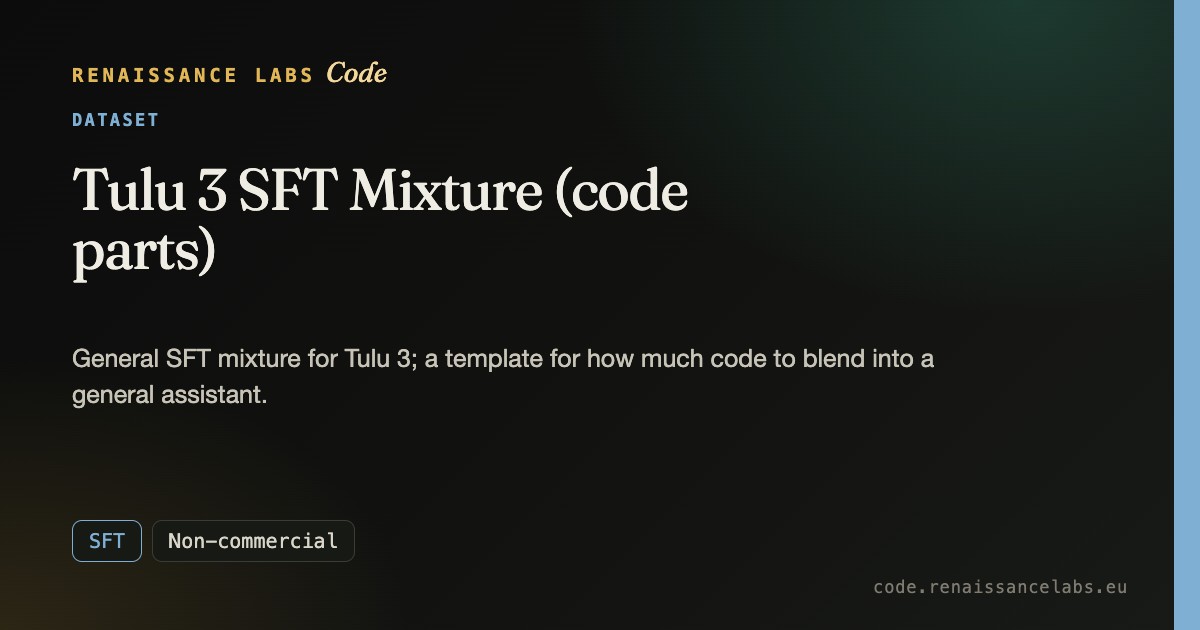 RENAISSANCE LABS Code
DATASET
Tulu 3 SFT Mixture (code
parts)
General SFT mixture for Tulu 3; a template for how much code to blend into a
general assistant.
SFT
Non-commercial
code.renaissancelabs.eu